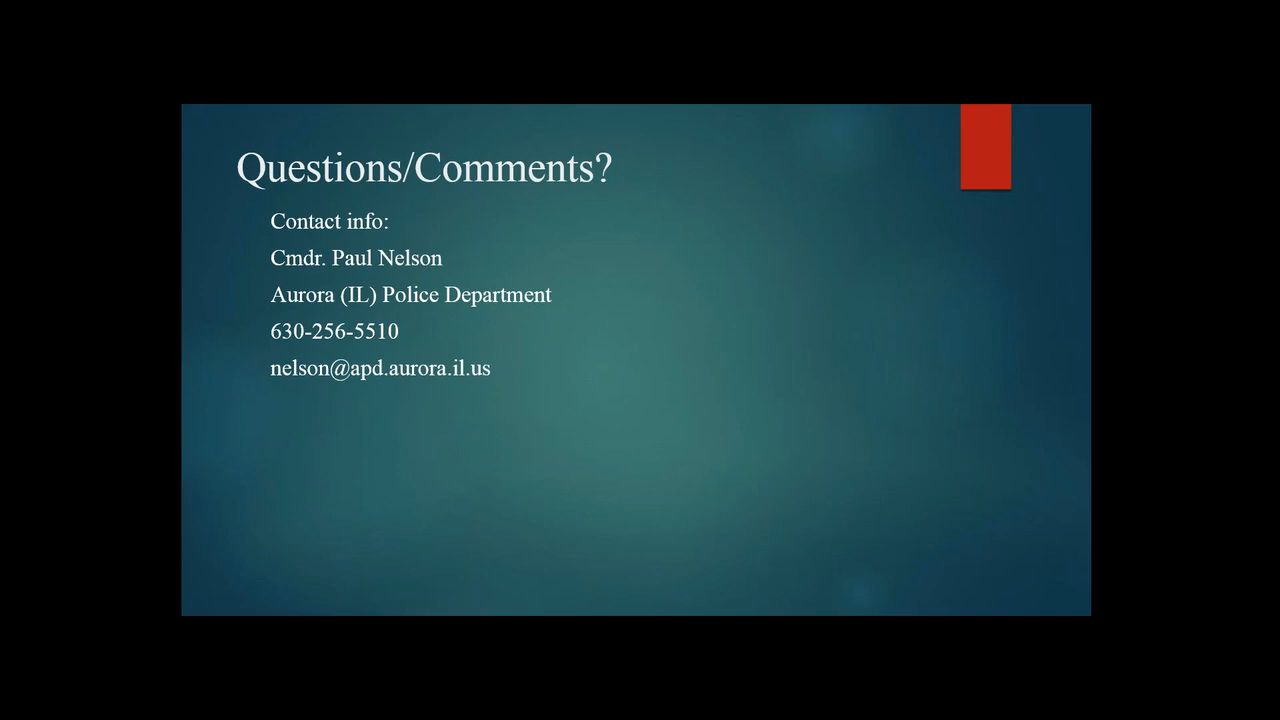 Questions/Comments?
Contact info:
Cmdr. Paul Nelson
Aurora (IL) Police Department
630-256-5510
nelson@apd.aurora.il.us